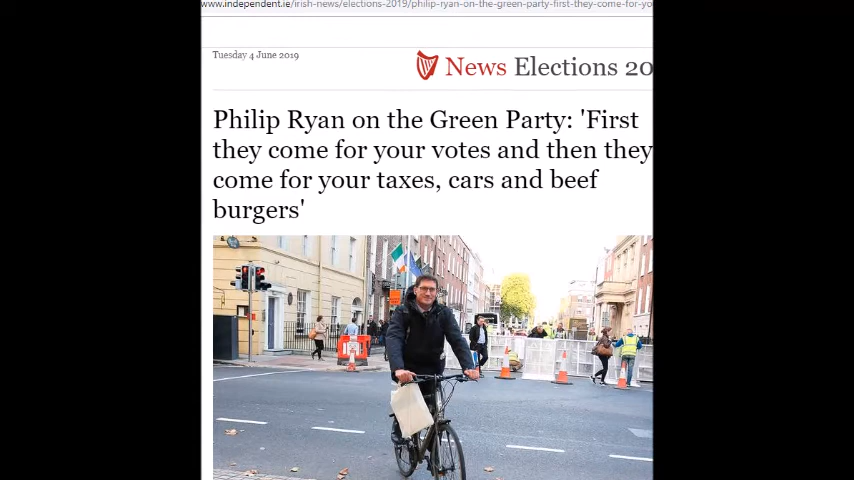 www.independent.ie/irish-news/elections-2019/philip-ryan-on-the-green-party-first-they-come-for-yo
Tuesday 4 June 2019
News Elections 20
Philip Ryan on the Green Party: 'First
they come for your votes and then they
come for your taxes, cars and beef
burgers'